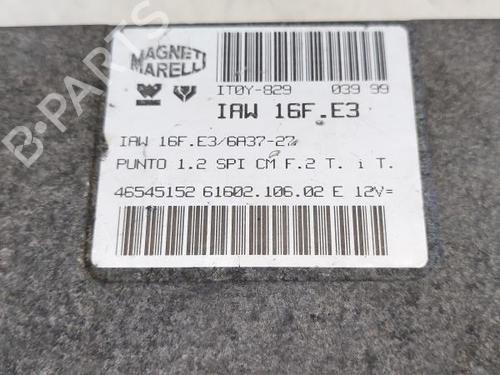 MAGNETI
MARELLI
IT0Y-829 039 99
IAW 16F.E3
IAW 16F.E3/6A37-27
PUNTO 1.2 SPI CM F.2 T. i T.
46545152 61602.106.02 E 12V=
B-PARTS